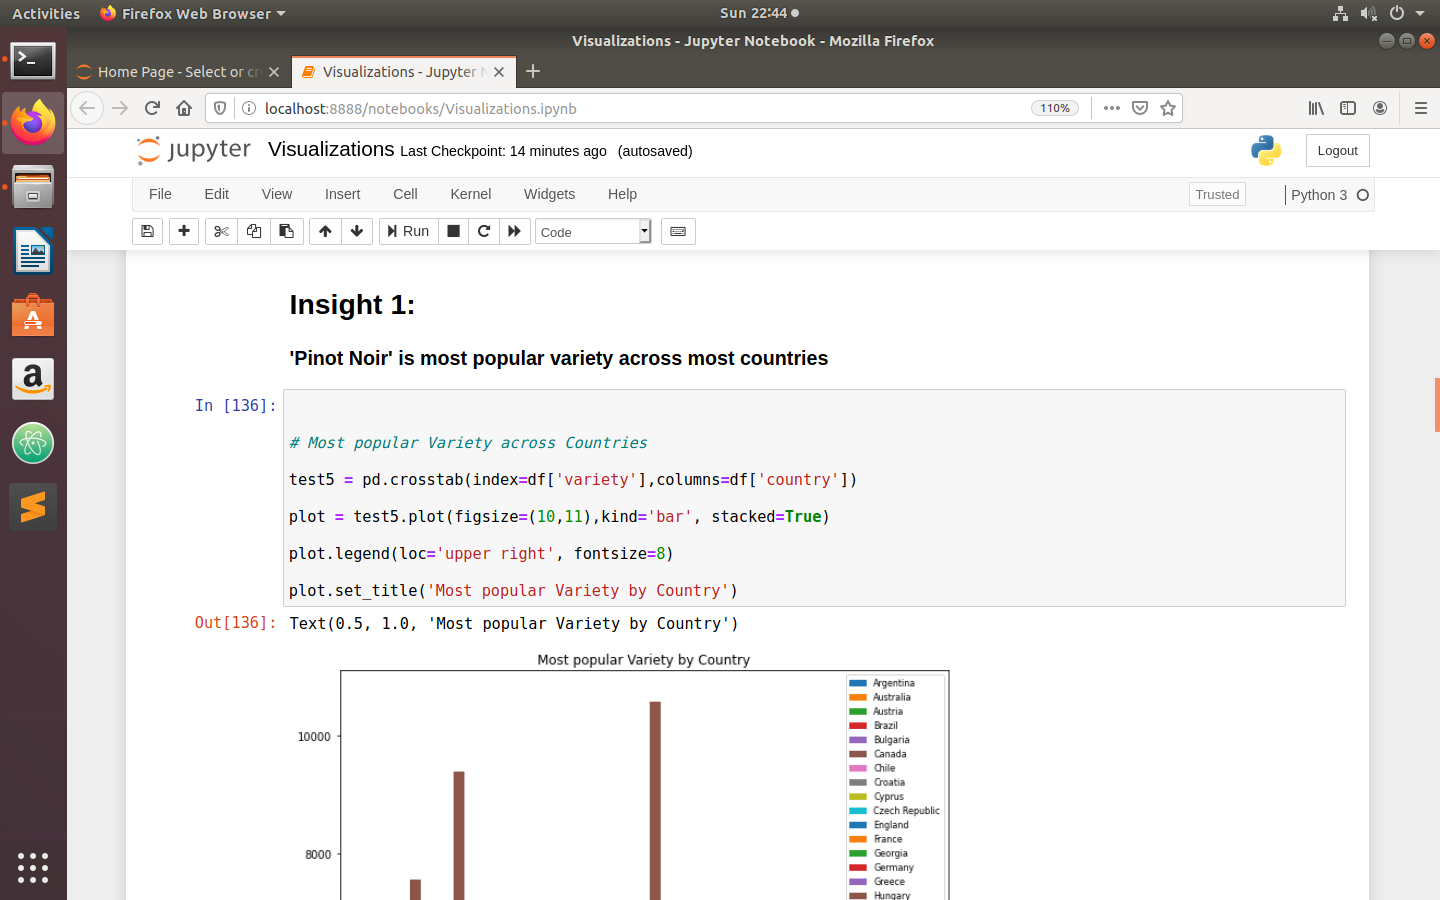 Activities
Firefox Web Browser
Sun 22:44
Visualizations - Jupyter Notebook - Mozilla Firefox
Home Page - Select or cr
Visualizations - Jupyter N
localhost:8888/notebooks/Visualizations.ipynb
110%
jupyter
Visualizations Last Checkpoint: 14 minutes ago (autosaved)
Logout
File Edit View Insert Cell Kernel Widgets Help
Trusted
Python 3
Run
Code
Insight 1:
'Pinot Noir' is most popular variety across most countries
In [136]:
# Most popular Variety across Countries
test5 = pd.crosstab(index=df['variety'],columns=df['country'])
plot = test5.plot(figsize=(10,11),kind='bar', stacked=True)
plot.legend(loc='upper right', fontsize=8)
plot.set_title('Most popular Variety by Country')
Out[136]: Text(0.5, 1.0, 'Most popular Variety by Country')
Most popular Variety by Country
10000
8000
Argentina
Australia
Austria
Brazil
Bulgaria
Canada
Chile
Croatia
Cyprus
Czech Republic
England
France
Georgia
Germany
Greece
Hungary